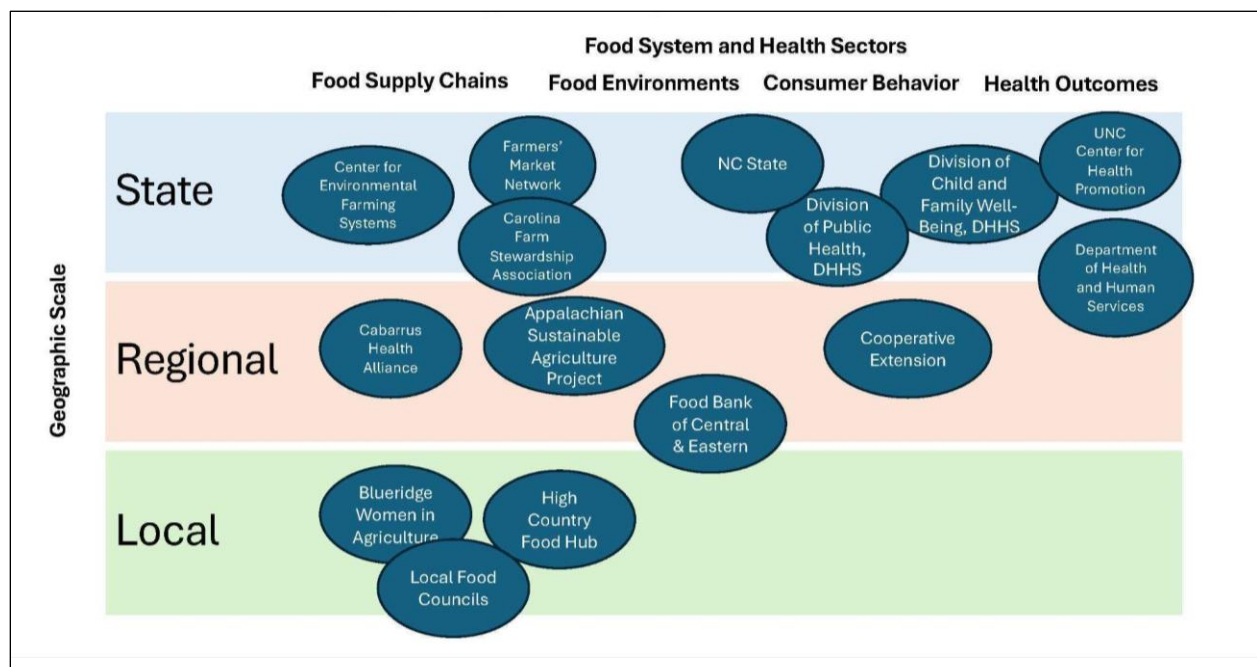 Food System and Health Sectors
Food Supply Chains
Food Environments
Consumer Behavior
Health Outcomes
Geographic Scale
State
Center for
Environmental
Farming
Systems
Farmers’
Market
Network
Carolina
Farm
Stewardship
Association
NC State
Division
of Public
Health,
DHHS
Division of
Child and
Family Well-
Being, DHHS
UNC
Center for
Health
Promotion
Department
of Health
and Human
Services
Regional
Cabarrus
Health
Alliance
Appalachian
Sustainable
Agriculture
Project
Food Bank
of Central
& Eastern
Cooperative
Extension
Local
Blueridge
Women in
Agriculture
High
Country
Food Hub
Local Food
Councils